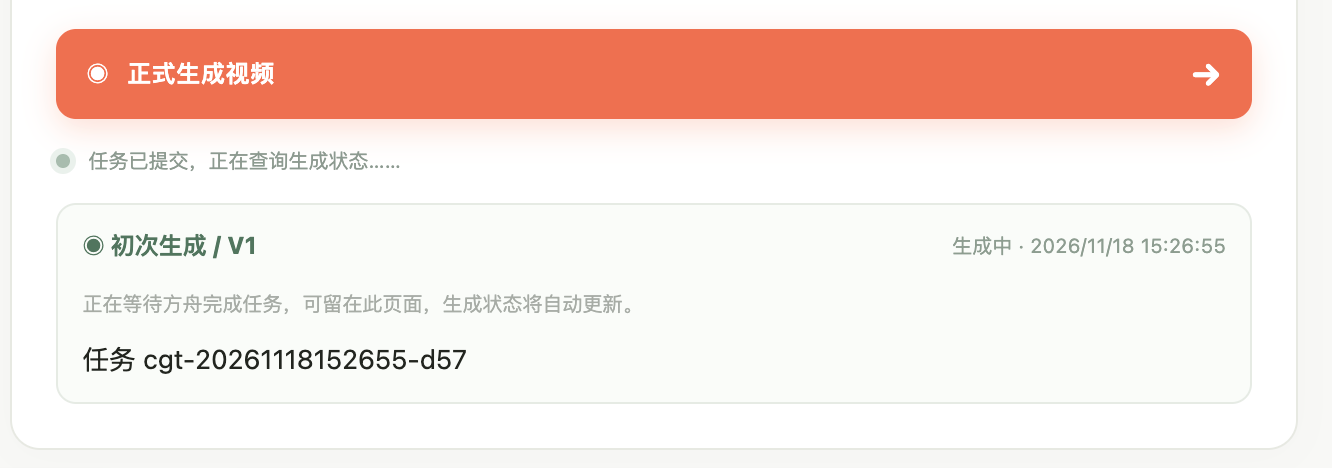 正式生成视频
任务已提交，正在查询生成状态……
初次生成 / V1
生成中 · 2026/11/18 15:26:55
正在等待方舟完成任务，可留在此页面，生成状态将自动更新。
任务 cgt-20261118152655-d57